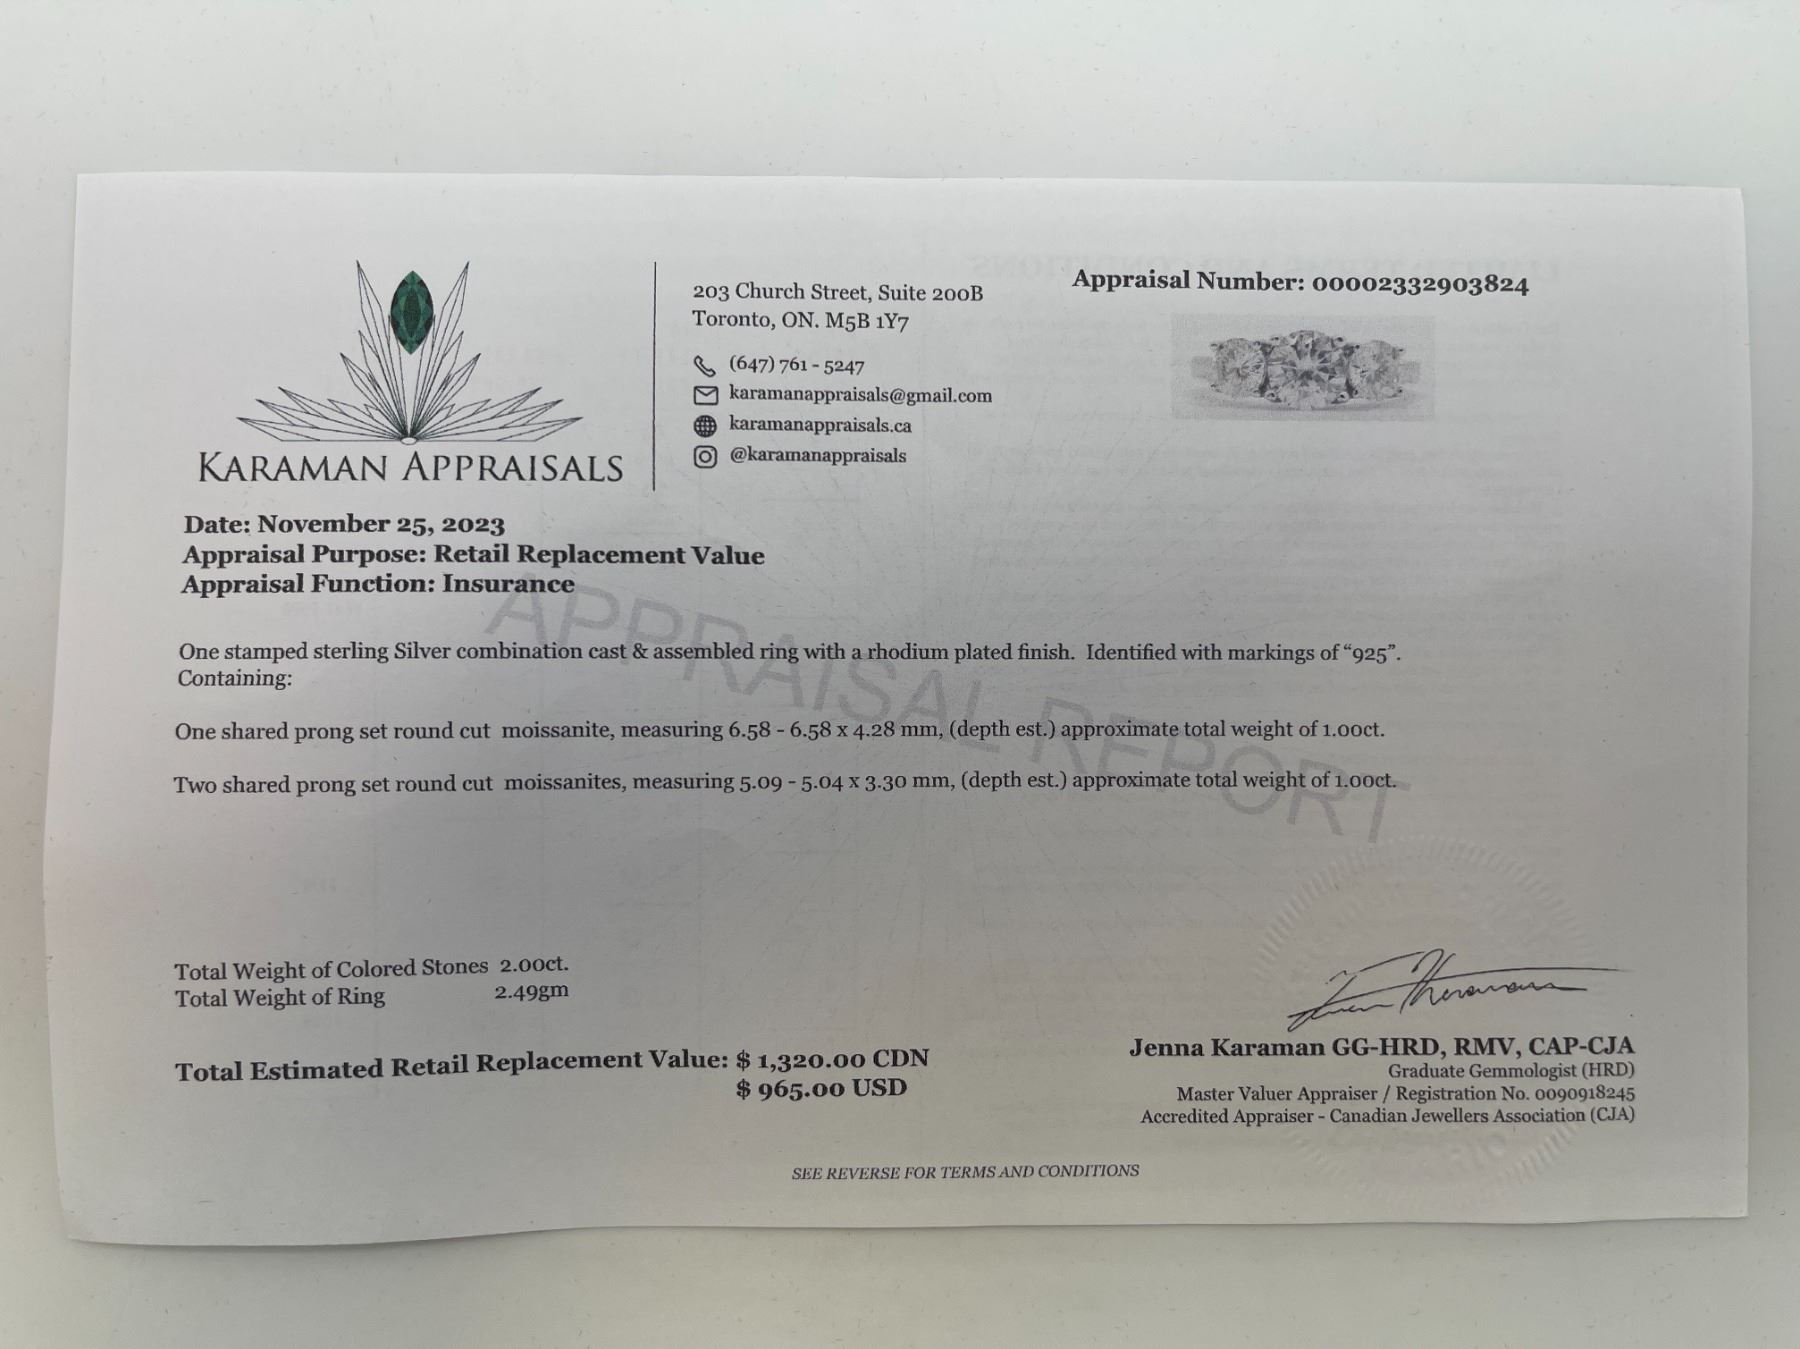 KARAMAN APPRAISALS
203 Church Street, Suite 200B
Toronto, ON. M5B 1Y7
(647) 761 - 5247
karamanappraisals@gmail.com
karamanappraisals.ca
@karamanappraisals
Appraisal Number: 00002332903824
Date: November 25, 2023
Appraisal Purpose: Retail Replacement Value
Appraisal Function: Insurance
APPRAISAL REPORT
One stamped sterling Silver combination cast & assembled ring with a rhodium plated finish. Identified with markings of “925”.
Containing:
One shared prong set round cut moissanite, measuring 6.58 - 6.58 x 4.28 mm, (depth est.) approximate total weight of 1.00ct.
Two shared prong set round cut moissanites, measuring 5.09 - 5.04 x 3.30 mm, (depth est.) approximate total weight of 1.00ct.
Total Weight of Colored Stones 2.00ct.
Total Weight of Ring 2.49gm
Total Estimated Retail Replacement Value: $ 1,320.00 CDN
$ 965.00 USD
Jenna Karaman GG-HRD, RMV, CAP-CJA
Graduate Gemmologist (HRD)
Master Valuer Appraiser / Registration No. 0090918245
Accredited Appraiser - Canadian Jewellers Association (CJA)
SEE REVERSE FOR TERMS AND CONDITIONS